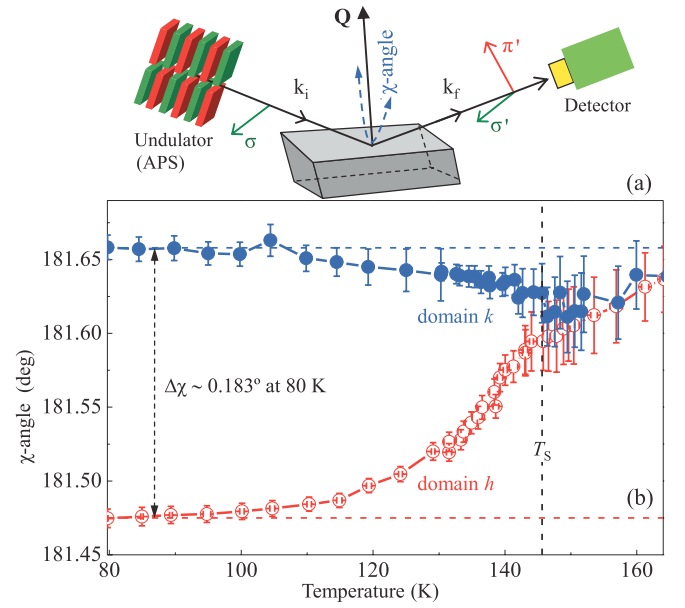 Q
χ-angle
k_i
k_f
π'
σ
σ'
Undulator
(APS)
Detector
(a)
χ-angle (deg)
181.65
181.60
181.55
181.50
181.45
domain k
Δχ ~ 0.183º at 80 K
T_S
domain h
(b)
80
100
120
140
160
Temperature (K)